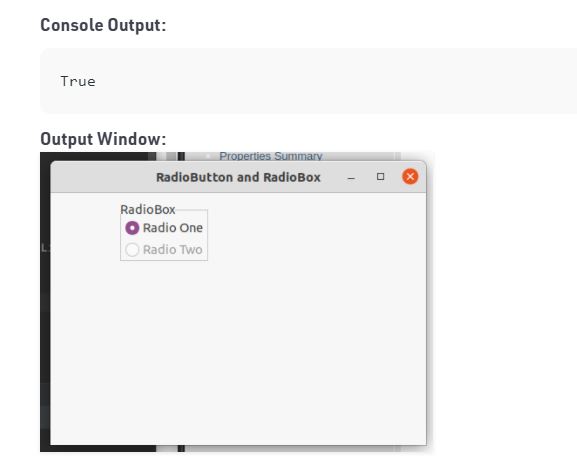 Console Output:
True
Output Window:
Properties Summary
RadioButton and RadioBox
RadioBox
Radio One
Radio Two